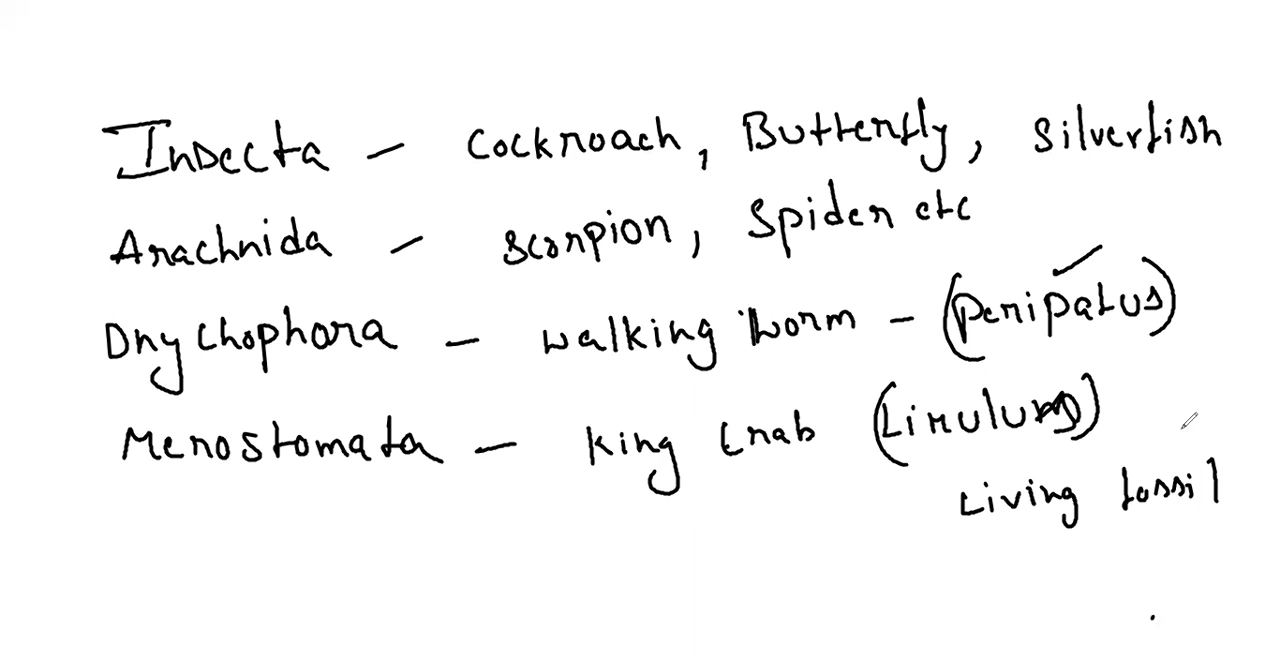 Insecta - Cockroach, Butterfly, Silverfish
Arachnida - Scorpion, Spider etc
Onychophora - Walking Worm - (Peripatus)
Merostomata - King Crab (Limulus)
Living fossil